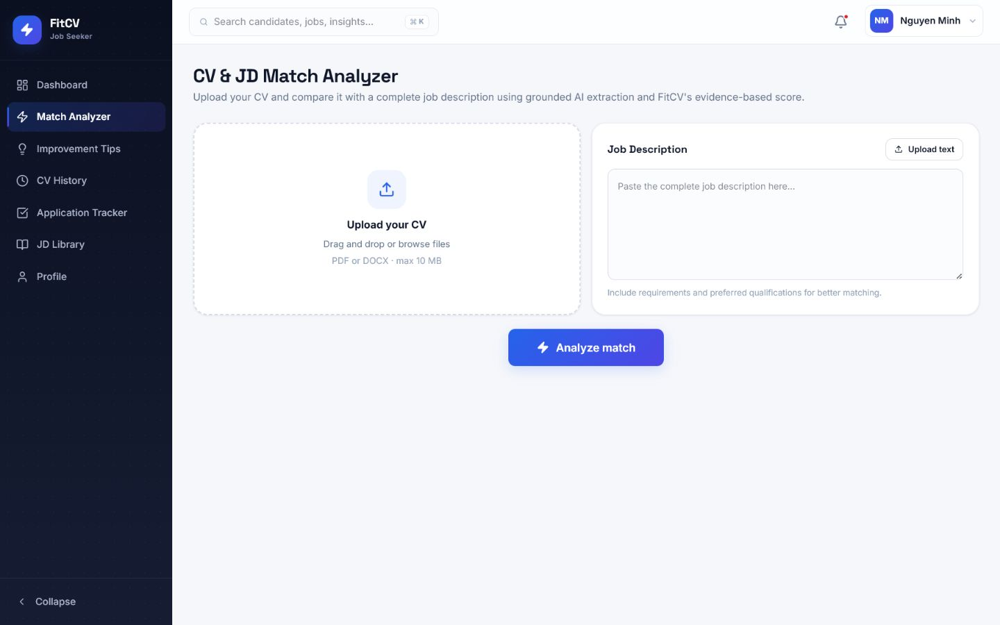 FitCV
Job Seeker
Dashboard
Match Analyzer
Improvement Tips
CV History
Application Tracker
JD Library
Profile
Collapse
Search candidates, jobs, insights...
⌘ K
NM
Nguyen Minh
CV & JD Match Analyzer
Upload your CV and compare it with a complete job description using grounded AI extraction and FitCV's evidence-based score.
Upload your CV
Drag and drop or browse files
PDF or DOCX · max 10 MB
Job Description
Upload text
Paste the complete job description here...
Include requirements and preferred qualifications for better matching.
Analyze match